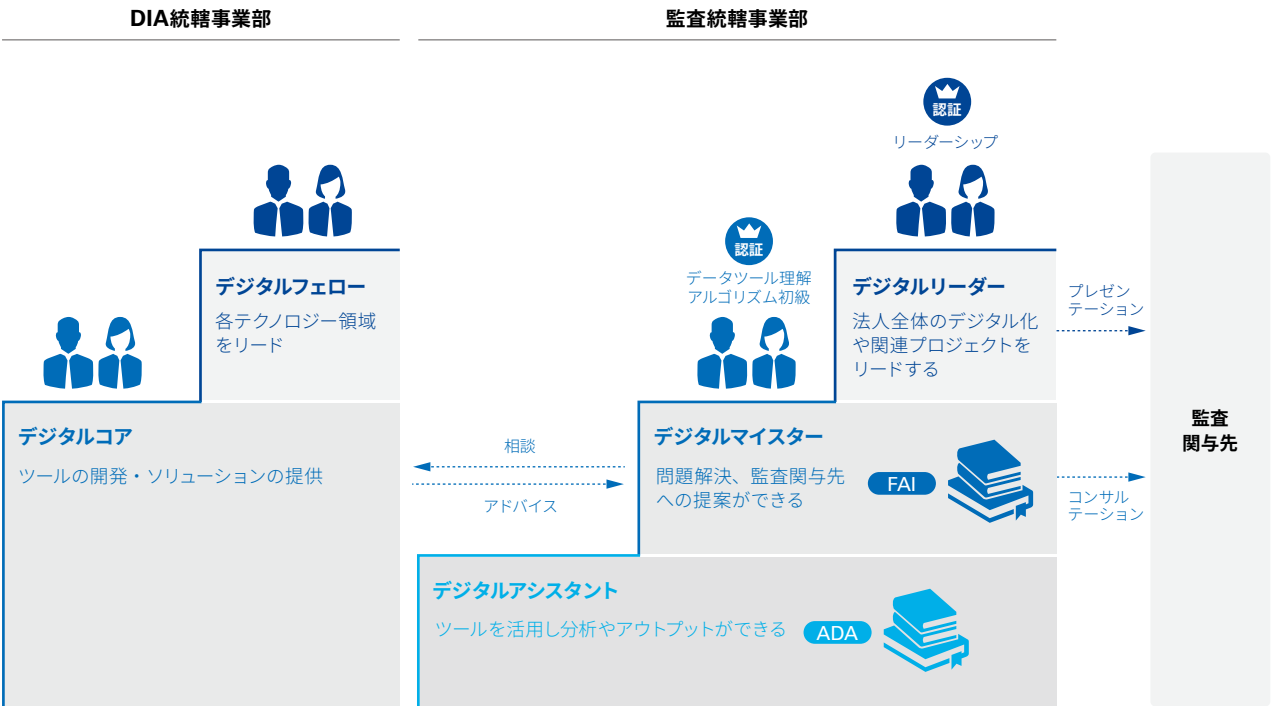 DIA統轄事業部
監査統轄事業部
認証
リーダーシップ
認証
データツール理解
アルゴリズム初級
デジタルフェロー
各テクノロジー領域
をリード
デジタルリーダー
法人全体のデジタル化
や関連プロジェクトを
リードする
プレゼン
テーション
デジタルコア
ツールの開発・ソリューションの提供
相談
アドバイス
デジタルマイスター
問題解決、監査関与先
への提案ができる
FAI
コンサル
テーション
監査
関与先
デジタルアシスタント
ツールを活用し分析やアウトプットができる
ADA